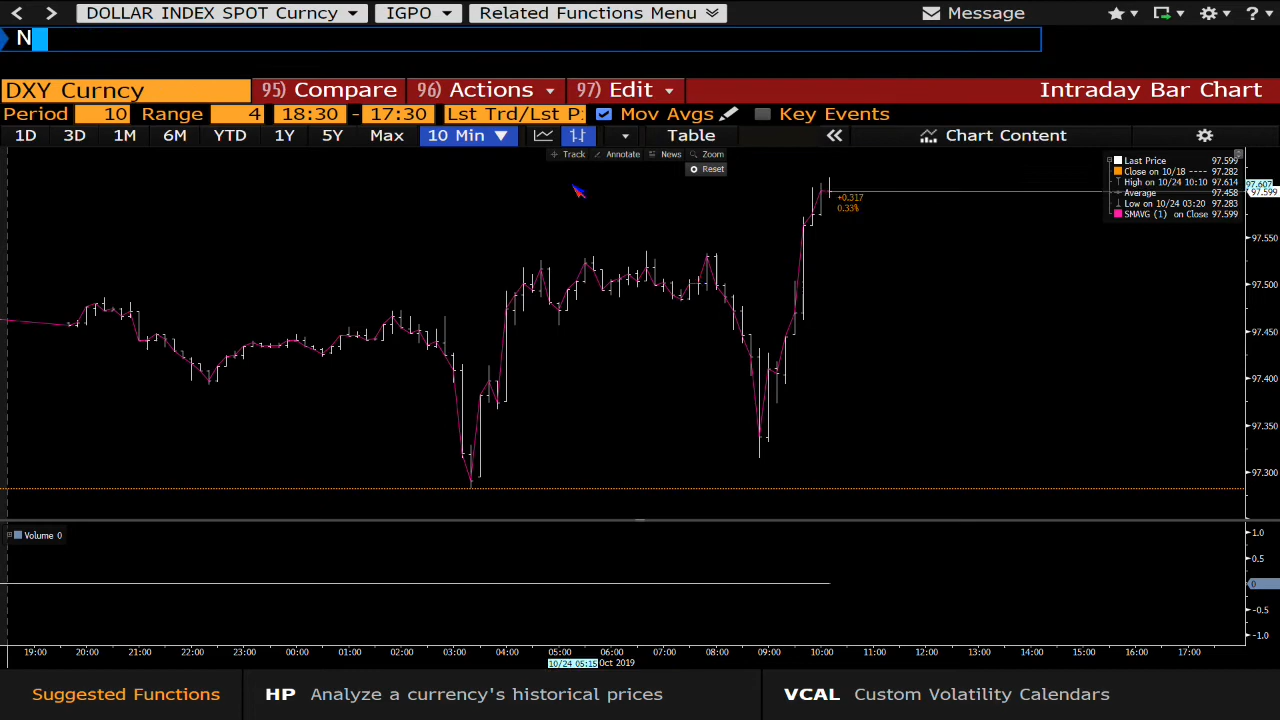 DOLLAR INDEX SPOT Curncy IGPO Related Functions Menu Message ?
N
DXY Curncy 95) Compare 96) Actions 97) Edit Intraday Bar Chart
Period 10 Range 4 18:30 - 17:30 Lst Trd/Lst P Mov Avgs Key Events
1D 3D 1M 6M YTD 1Y 5Y Max 10 Min Table Chart Content
Track Annotate News Zoom
Reset
Last Price 97.599
Close on 10/18 ---- 97.282
High on 10/24 10:10 97.614
Average 97.458
Low on 10/24 03:20 97.283
SMAVG (1) on Close 97.599
97.607
97.599
+0.317
0.33%
97.550
97.500
97.450
97.400
97.350
97.300
Volume 0
1.0
0.5
0
-0.5
-1.0
19:00 20:00 21:00 22:00 23:00 00:00 01:00 02:00 03:00 04:00 05:00 06:00 07:00 08:00 09:00 10:00 11:00 12:00 13:00 14:00 15:00 16:00 17:00
10/24 05:15 Oct 2019
Suggested Functions HP Analyze a currency's historical prices VCAL Custom Volatility Calendars